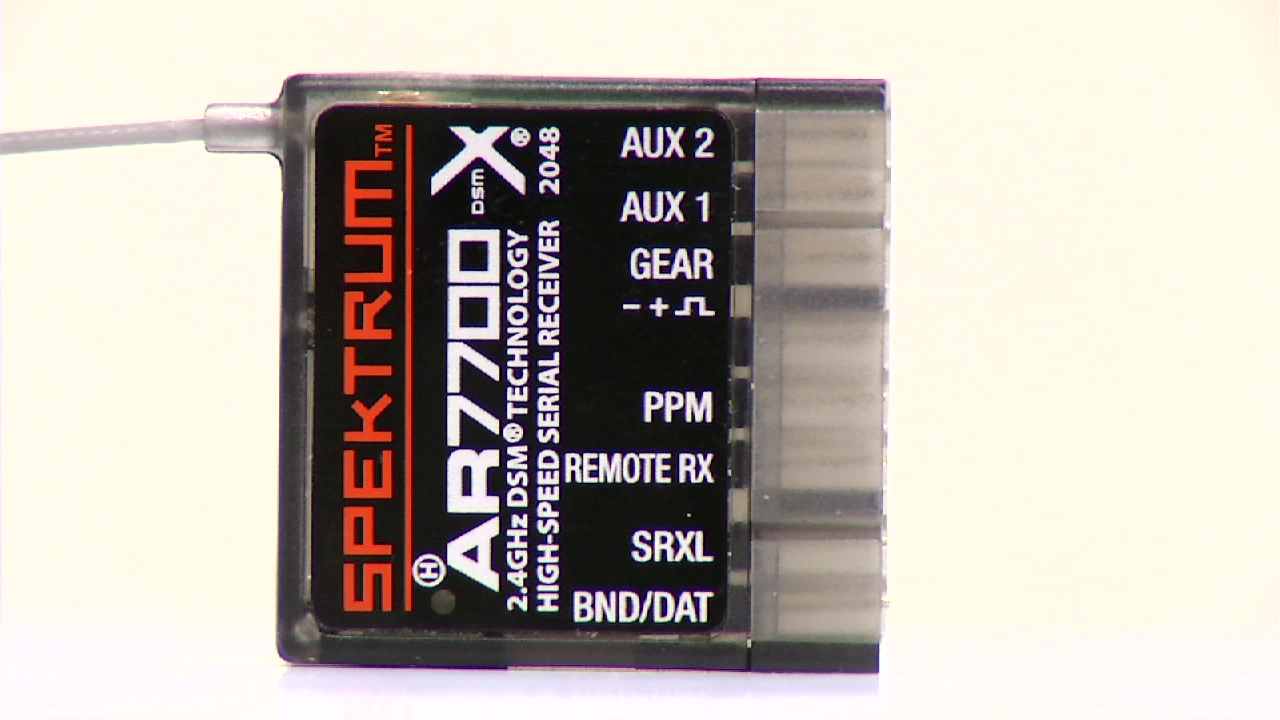 SPEKTRUM™
Ⓗ AR7700 DSM X®
2.4GHz DSM® TECHNOLOGY
HIGH-SPEED SERIAL RECEIVER 2048
AUX 2
AUX 1
GEAR
- +
PPM
REMOTE RX
SRXL
BND/DAT